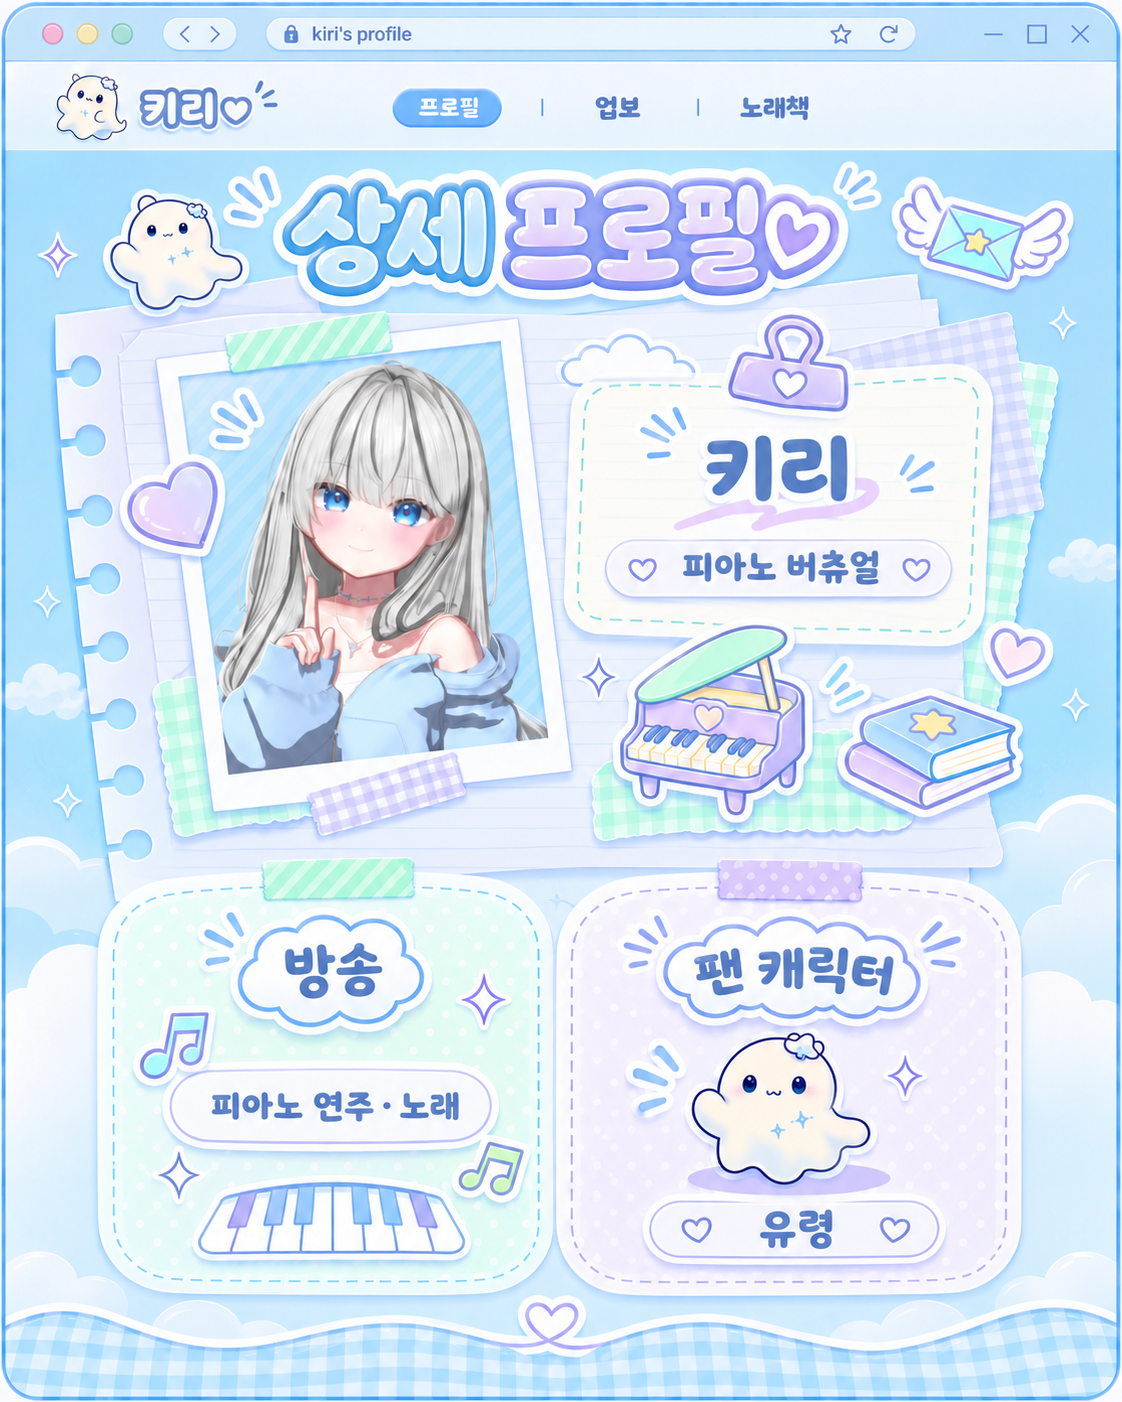 kiri's profile
키리
프로필 | 업보 | 노래책
상세 프로필
키리
피아노 버츄얼
방송
피아노 연주 · 노래
팬 캐릭터
유령